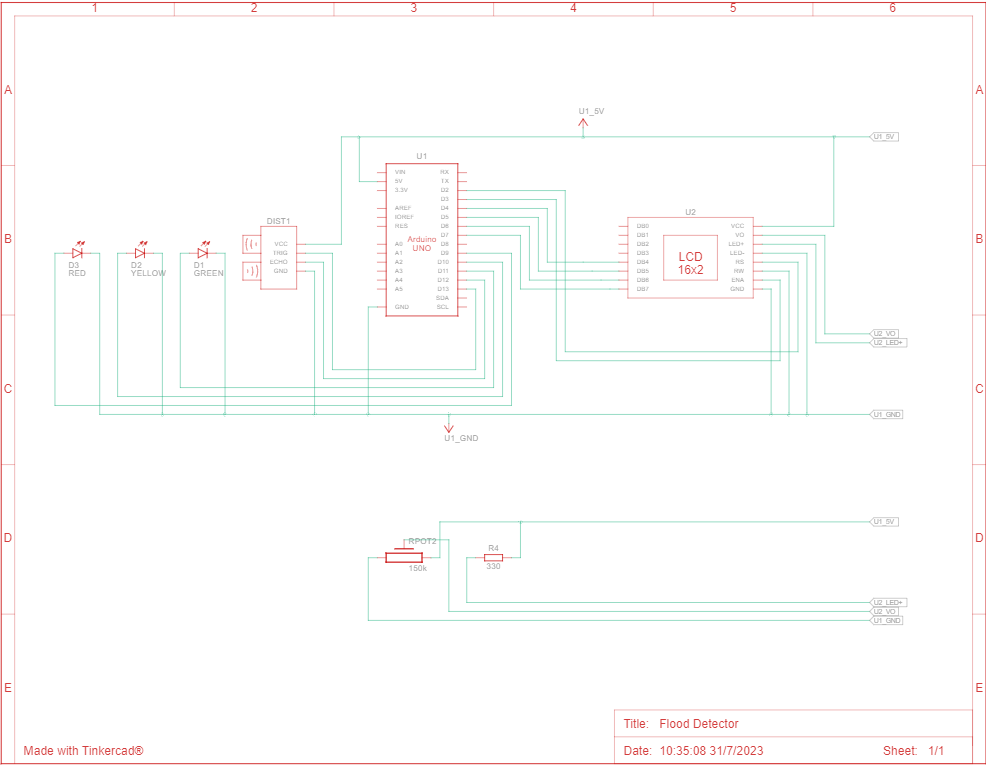 1 2 3 4 5 6
A A
U1_5V
U1_5V
U1
VIN RX
5V TX
3.3V D2
D3
AREF D4
IOREF D5
RES D6
D7
A0 D8
A1 D9
A2 D10
A3 D11
A4 D12
A5 D13
SDA
GND SCL
Arduino
UNO
DIST1
VCC
TRIG
ECHO
GND
U2
DB0 VCC
DB1 VO
DB2 LED+
DB3 LED-
DB4 RS
DB5 RW
DB6 ENA
DB7 GND
LCD
16x2
B B
D3
RED
D2
YELLOW
D1
GREEN
U2_VO
U2_LED+
C C
U1_GND
U1_GND
U1_5V
D D
RPOT2
150k
R4
330
U2_LED+
U2_VO
U1_GND
E E
Title: Flood Detector
Made with Tinkercad®
Date: 10:35:08 31/7/2023 Sheet: 1/1